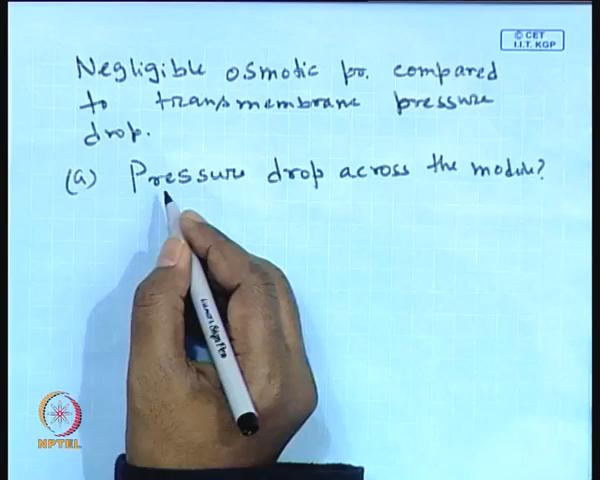 © CET
I.I.T. KGP
Negligible osmotic pr. compared
to transmembrane pressure
drop.
(a) Pressure drop across the module?
NPTEL